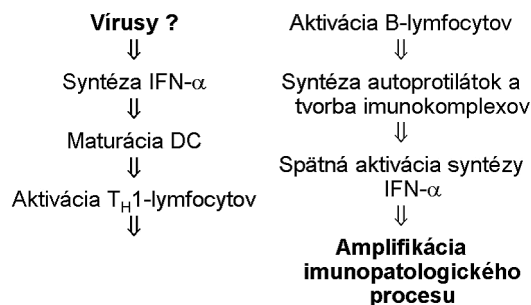 Vírusy ?
⇓
Syntéza IFN-α
⇓
Maturácia DC
⇓
Aktivácia TH1-lymfocytov
⇓
Aktivácia B-lymfocytov
⇓
Syntéza autoprotilátok a
tvorba imunokomplexov
⇓
Spätná aktivácia syntézy
IFN-α
⇓
Amplifikácia
imunopatologického
procesu